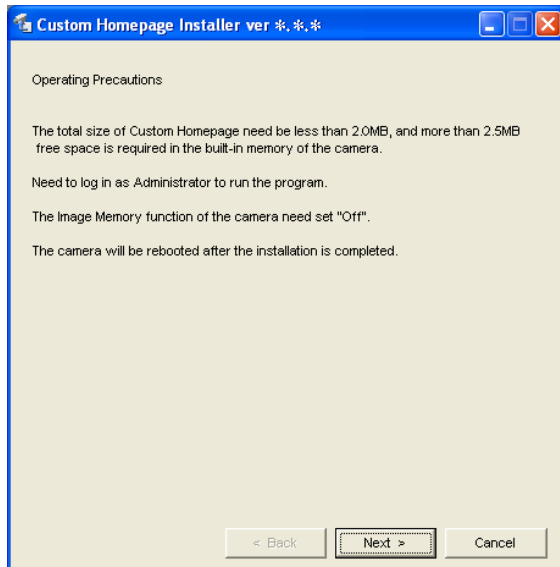 Custom Homepage Installer ver *.*.*
Operating Precautions
The total size of Custom Homepage need be less than 2.0MB, and more than 2.5MB
free space is required in the built-in memory of the camera.
Need to log in as Administrator to run the program.
The Image Memory function of the camera need set "Off".
The camera will be rebooted after the installation is completed.
< Back
Next >
Cancel